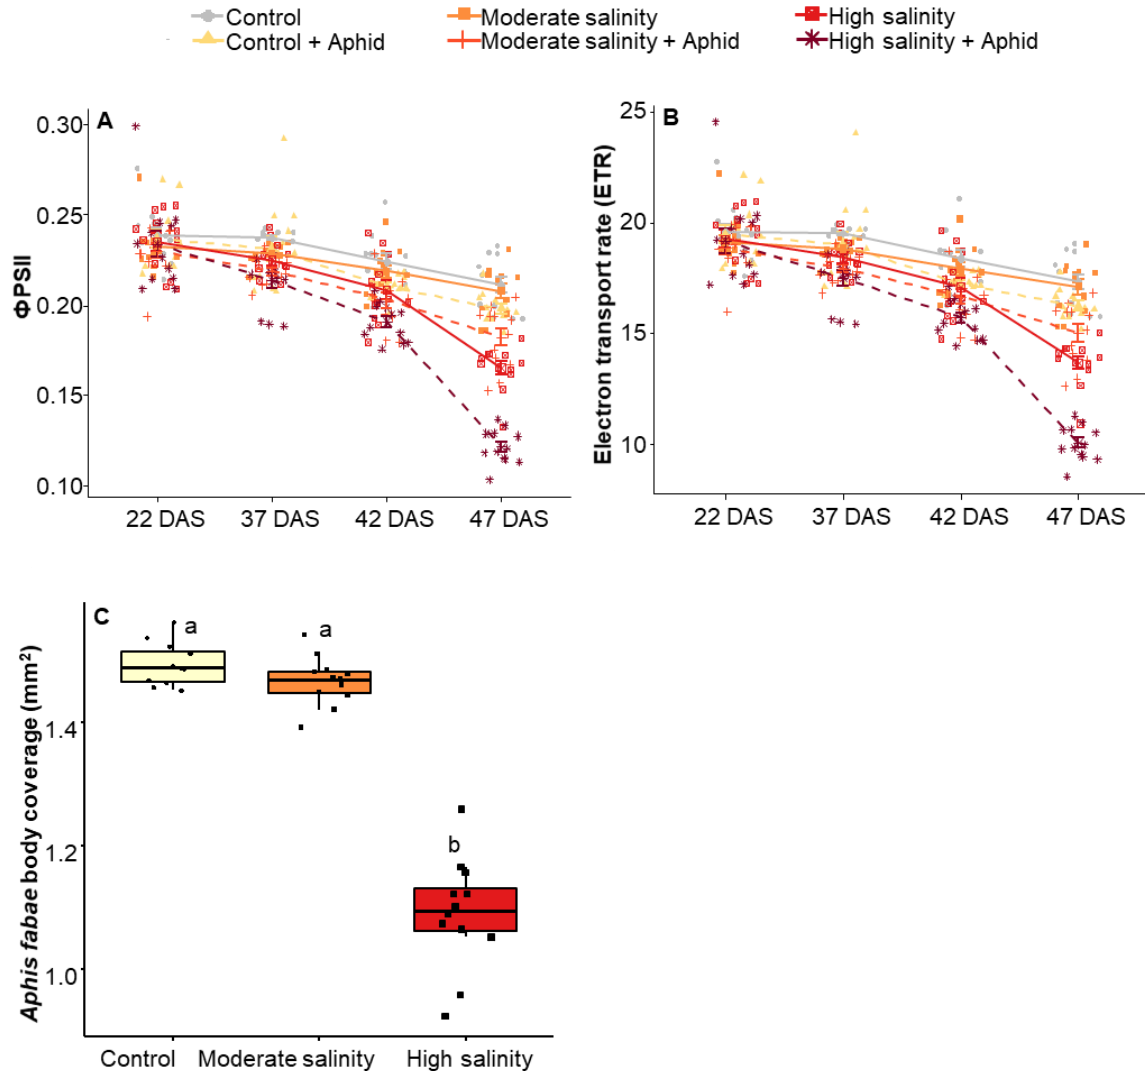 Control
Moderate salinity
High salinity
Control + Aphid
Moderate salinity + Aphid
High salinity + Aphid
A
ΦPSII
0.30
0.25
0.20
0.15
0.10
22 DAS 37 DAS 42 DAS 47 DAS
B
Electron transport rate (ETR)
25
20
15
10
22 DAS 37 DAS 42 DAS 47 DAS
C
Aphis fabae body coverage (mm²)
1.4
1.2
1.0
a
a
b
Control Moderate salinity High salinity